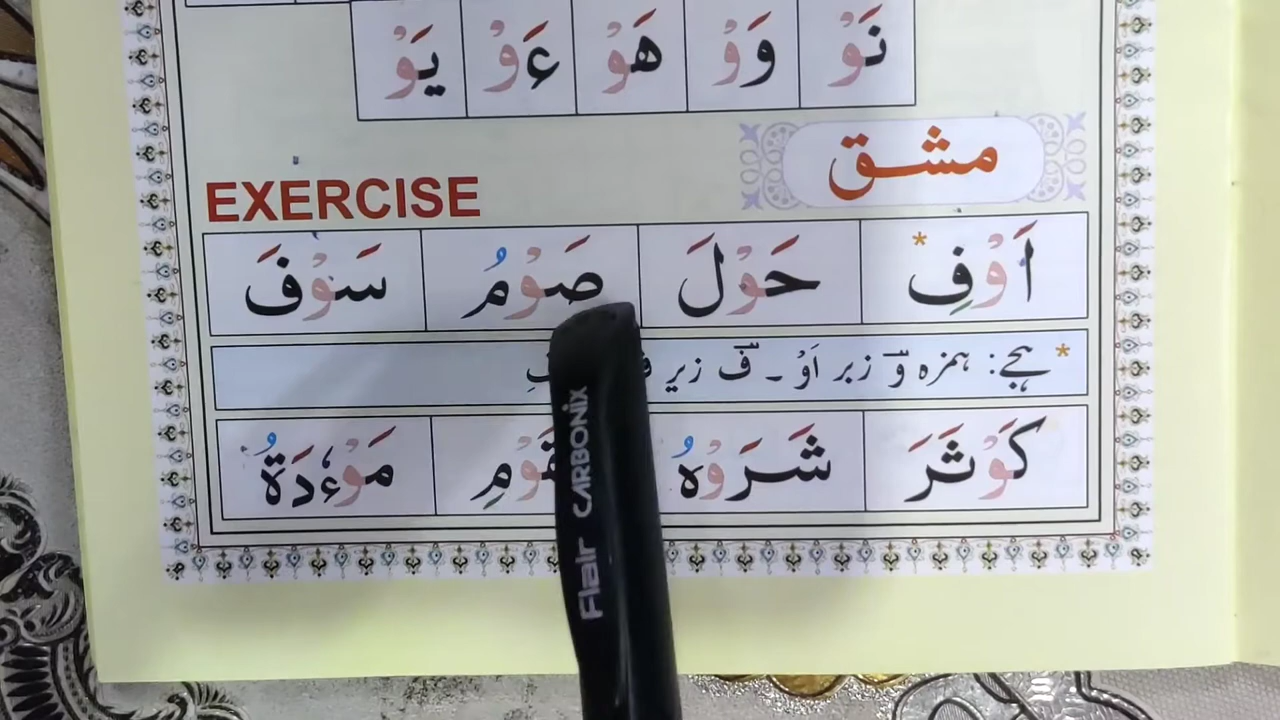 نَوْ وَوْ هَوْ ءَوْ يَوْ
مشق
EXERCISE
اَوْفِ* حَوْلَ صَوْمُ سَوْفَ
* ہجے: ہمزہ وٓ زبر اَوْ ۔ فٓ زیر
كَوْثَرَ شَرَوْهُ قَوْمِ مَوْءٗدَةُ
Flair CARBONIX